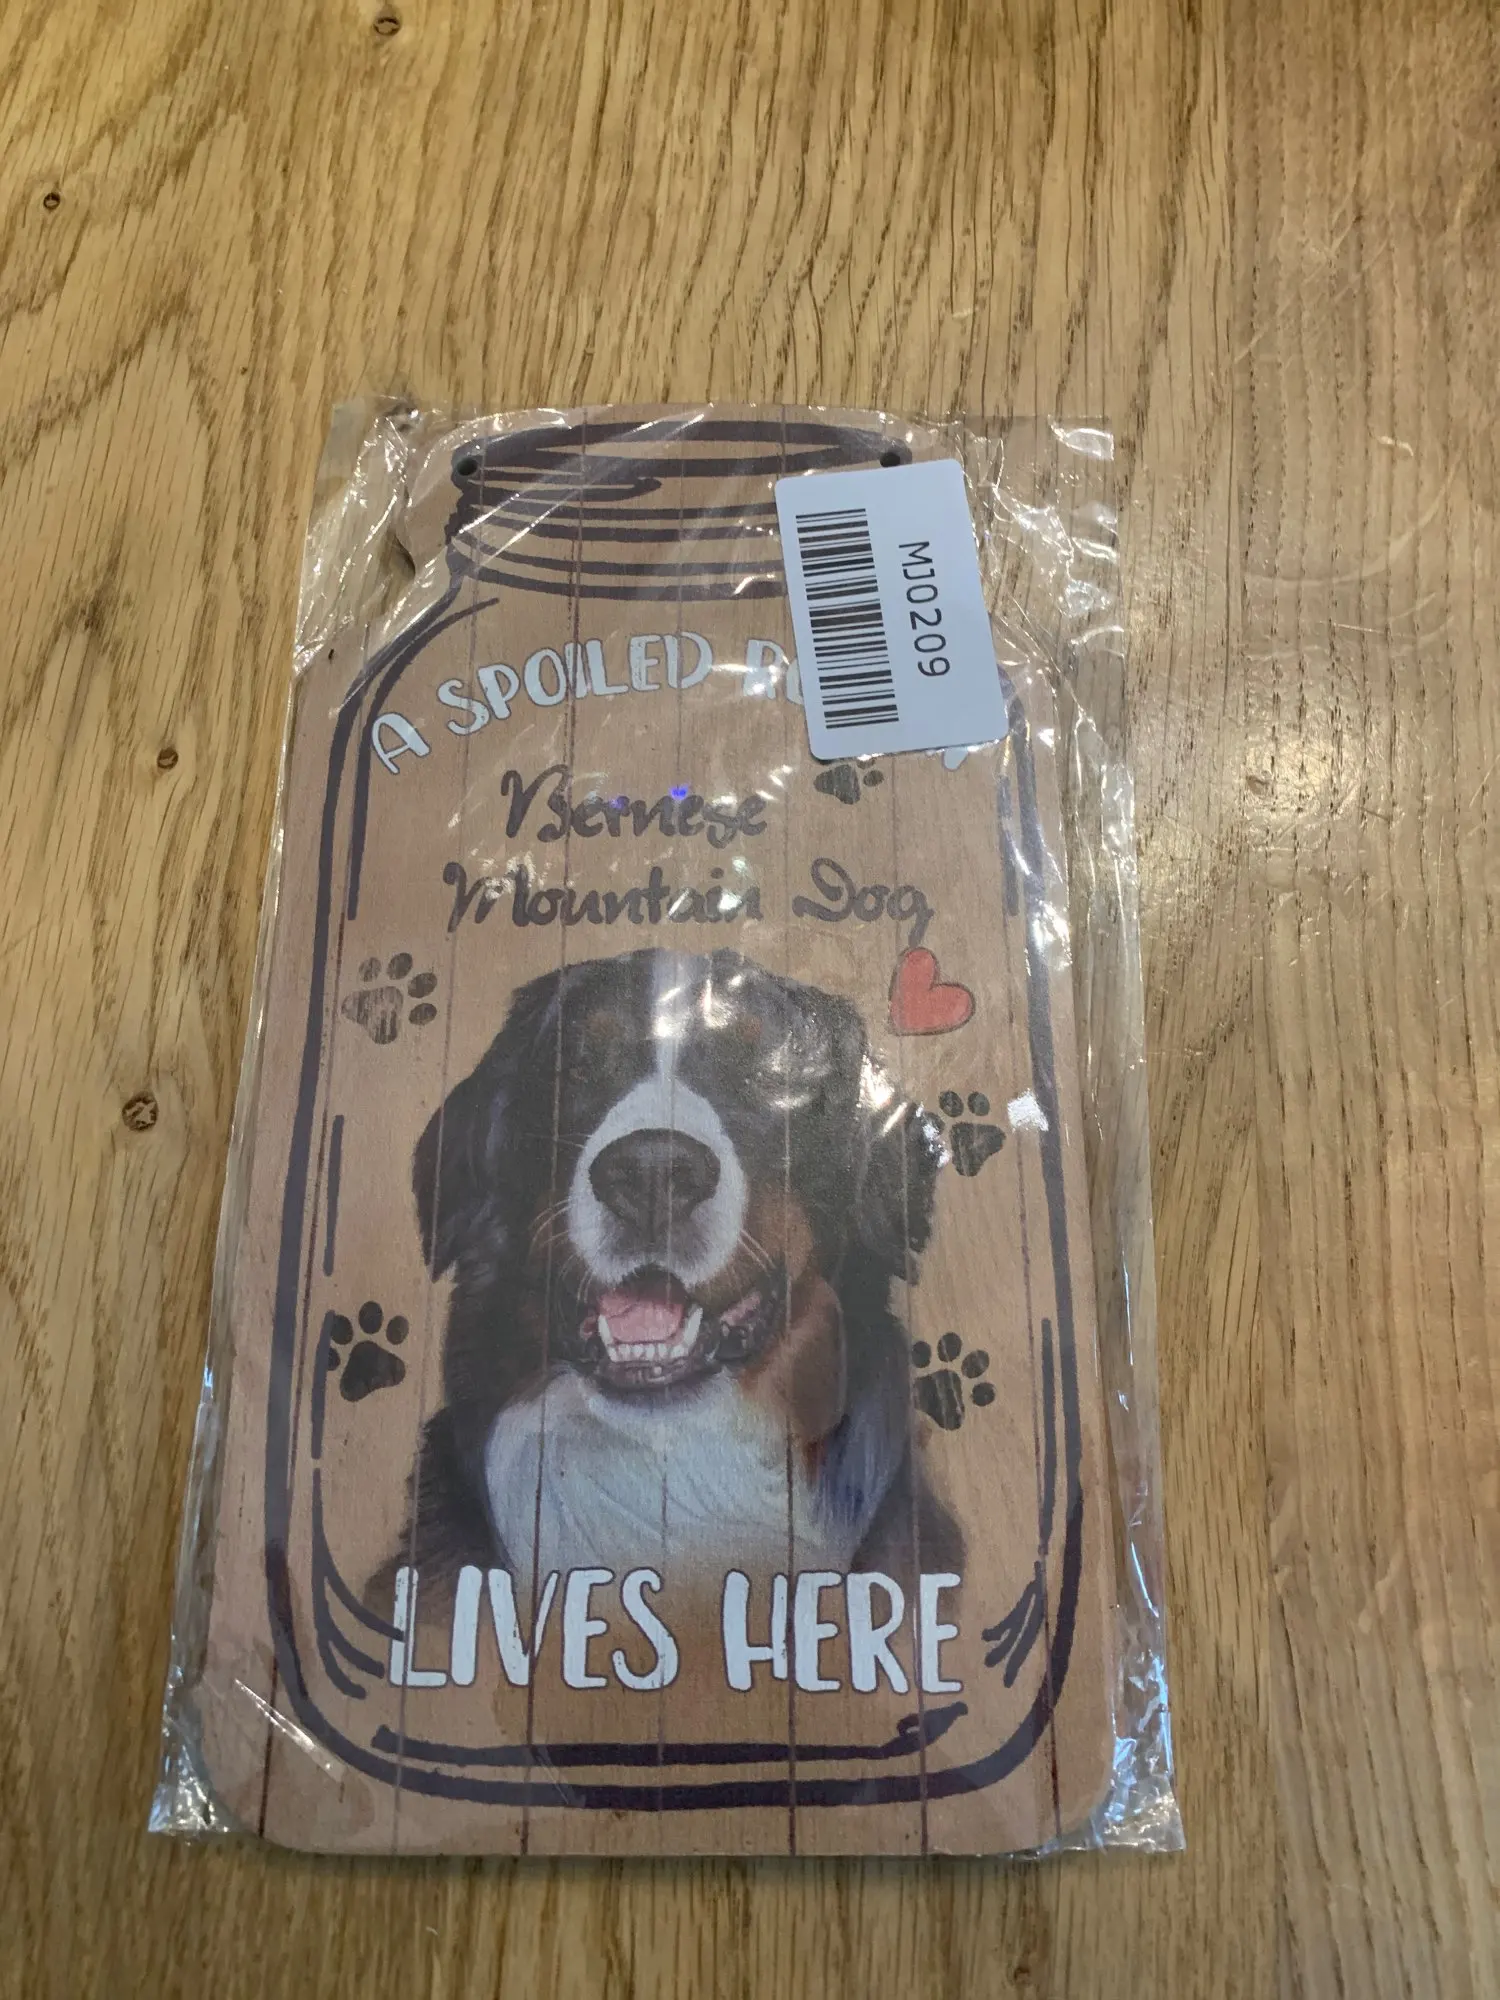 MJ0209
A SPOILED
Bernese
Mountain Dog
LIVES HERE